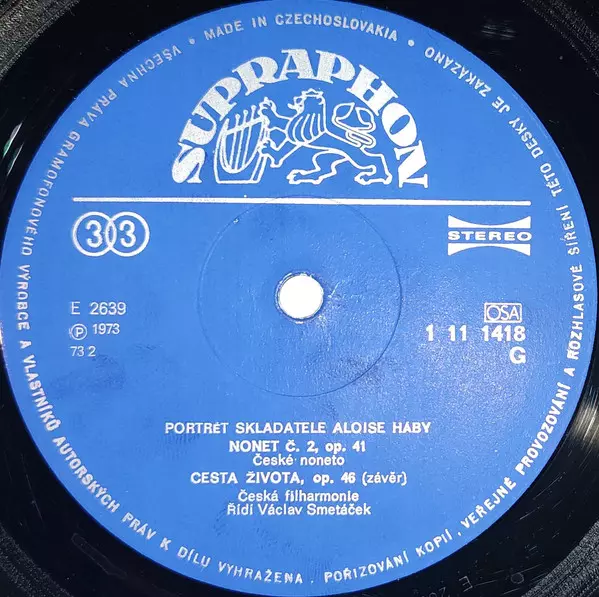 VŠECHNA PRÁVA GRAMOFONOVÉHO VÝROBCE A VLASTNÍKŮ AUTORSKÝCH PRÁV K DÍLU VYHRAŽENA. POŘIZOVÁNÍ KOPIÍ, VEŘEJNÉ PROVOZOVÁNÍ A ROZHLASOVÉ ŠÍŘENÍ TÉTO DESKY JE ZAKÁZÁNO • MADE IN CZECHOSLOVAKIA •
SUPRAPHON
33
STEREO
E 2639
℗ 1973
73 2
OSA
1 11 1418
G
PORTRÉT SKLADATELE ALOISE HÁBY
NONET Č. 2, op. 41
České noneto
CESTA ŽIVOTA, op. 46 (závěr)
Česká filharmonie
Řídí Václav Smetáček